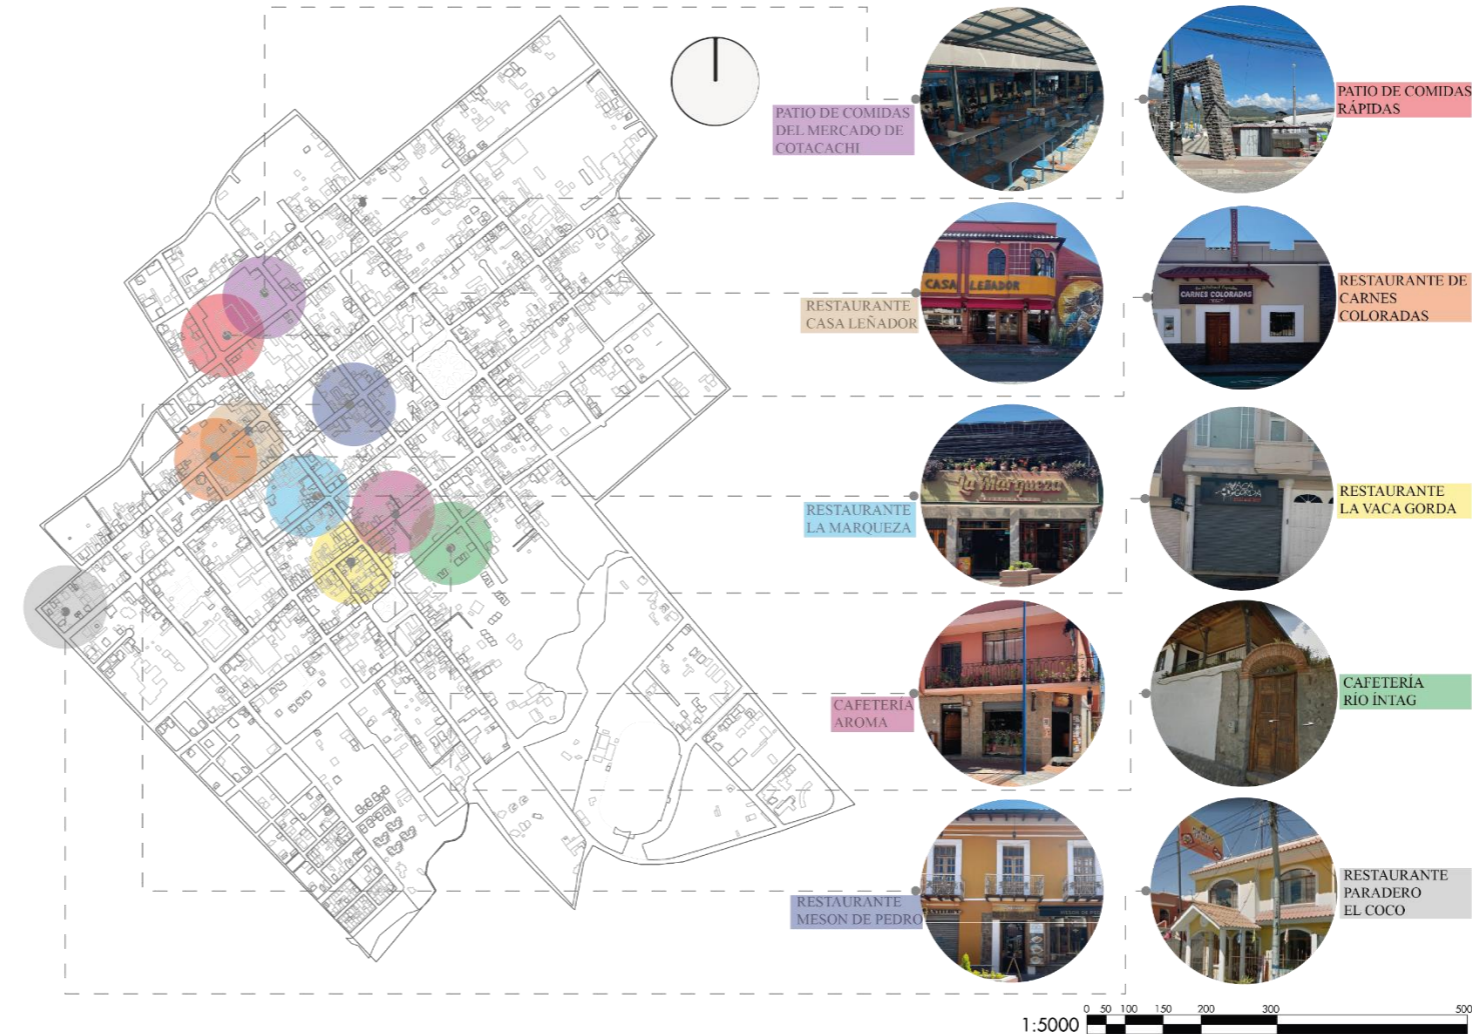 PATIO DE COMIDAS
DEL MERCADO DE
COTACACHI
PATIO DE COMIDAS
RÁPIDAS
RESTAURANTE
CASA LEÑADOR
CASA LEÑADOR
RESTAURANTE DE
CARNES
COLORADAS
CARNES COLORADAS
RESTAURANTE
LA MARQUEZA
La Marqueza
RESTAURANTE
LA VACA GORDA
VACA
GORDA
CAFETERÍA
AROMA
CAFETERÍA
RÍO ÍNTAG
RESTAURANTE
MESON DE PEDRO
RESTAURANTE
PARADERO
EL COCO
1:5000
0 50 100 150 200 300 500